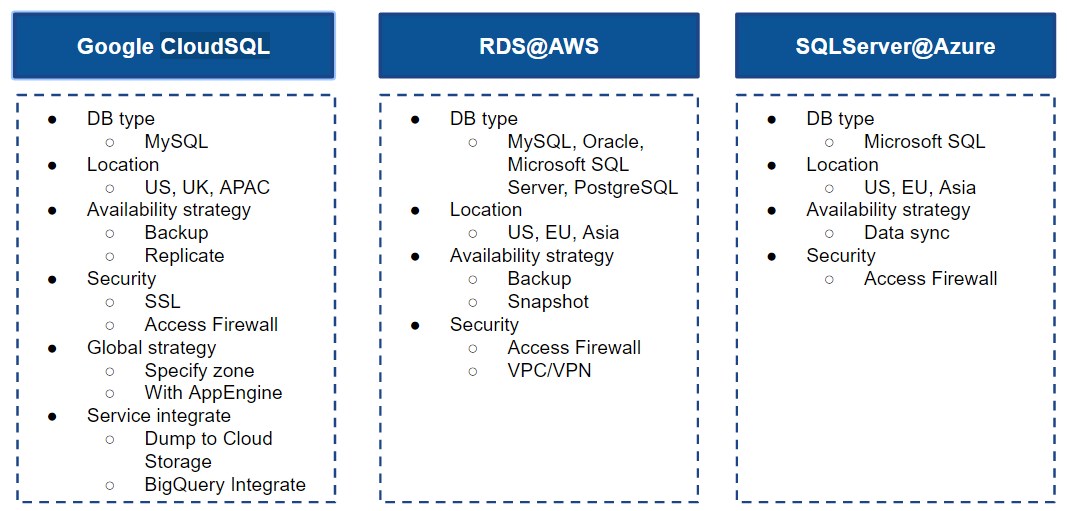 Google CloudSQL
● DB type
○ MySQL
● Location
○ US, UK, APAC
● Availability strategy
○ Backup
○ Replicate
● Security
○ SSL
○ Access Firewall
● Global strategy
○ Specify zone
○ With AppEngine
● Service integrate
○ Dump to Cloud
Storage
○ BigQuery Integrate
RDS@AWS
● DB type
○ MySQL, Oracle,
Microsoft SQL
Server, PostgreSQL
● Location
○ US, EU, Asia
● Availability strategy
○ Backup
○ Snapshot
● Security
○ Access Firewall
○ VPC/VPN
SQLServer@Azure
● DB type
○ Microsoft SQL
● Location
○ US, EU, Asia
● Availability strategy
○ Data sync
● Security
○ Access Firewall